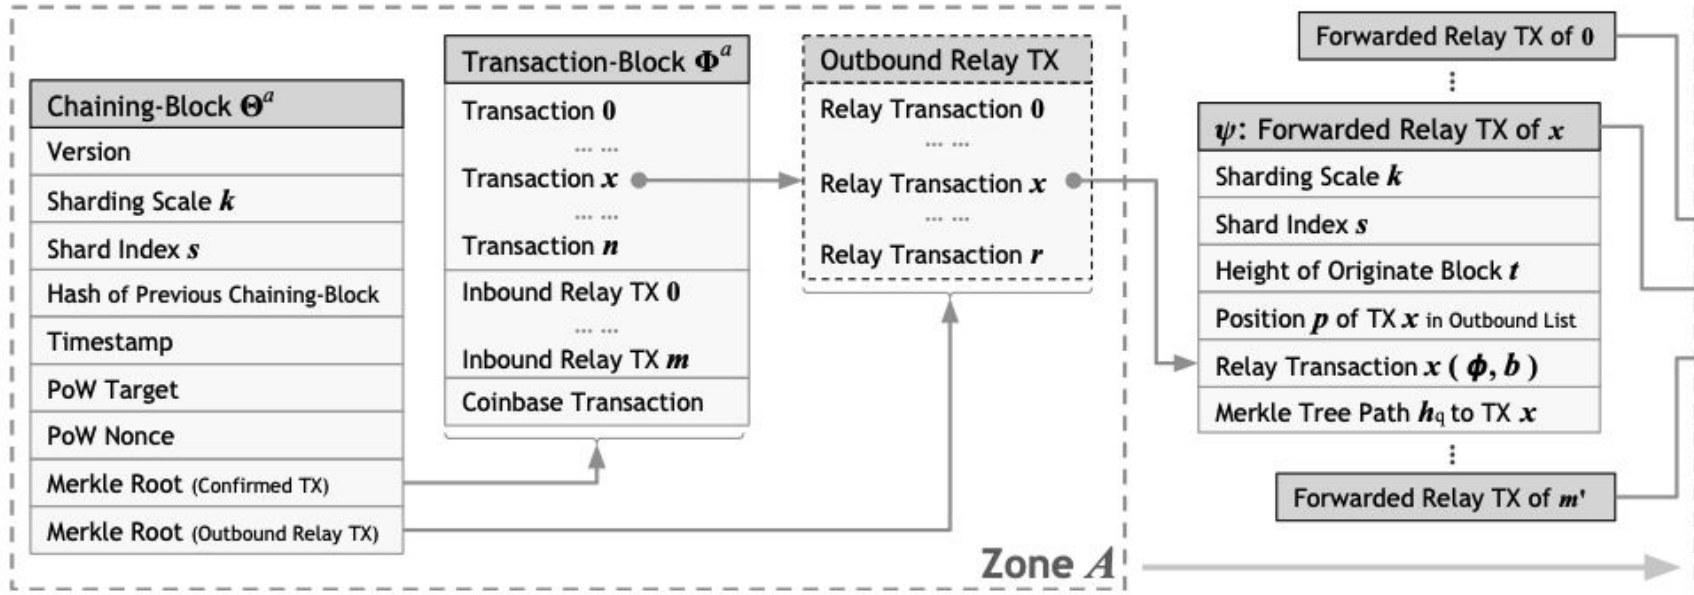 Chaining-Block Θᵃ
Version
Sharding Scale k
Shard Index s
Hash of Previous Chaining-Block
Timestamp
PoW Target
PoW Nonce
Merkle Root (Confirmed TX)
Merkle Root (Outbound Relay TX)
Transaction-Block Φᵃ
Transaction 0
... ...
Transaction x
... ...
Transaction n
Inbound Relay TX 0
... ...
Inbound Relay TX m
Coinbase Transaction
Outbound Relay TX
Relay Transaction 0
... ...
Relay Transaction x
... ...
Relay Transaction r
Zone A
Forwarded Relay TX of 0
⋮
ψ: Forwarded Relay TX of x
Sharding Scale k
Shard Index s
Height of Originate Block t
Position p of TX x in Outbound List
Relay Transaction x ( ϕ, b )
Merkle Tree Path h_q to TX x
⋮
Forwarded Relay TX of m'